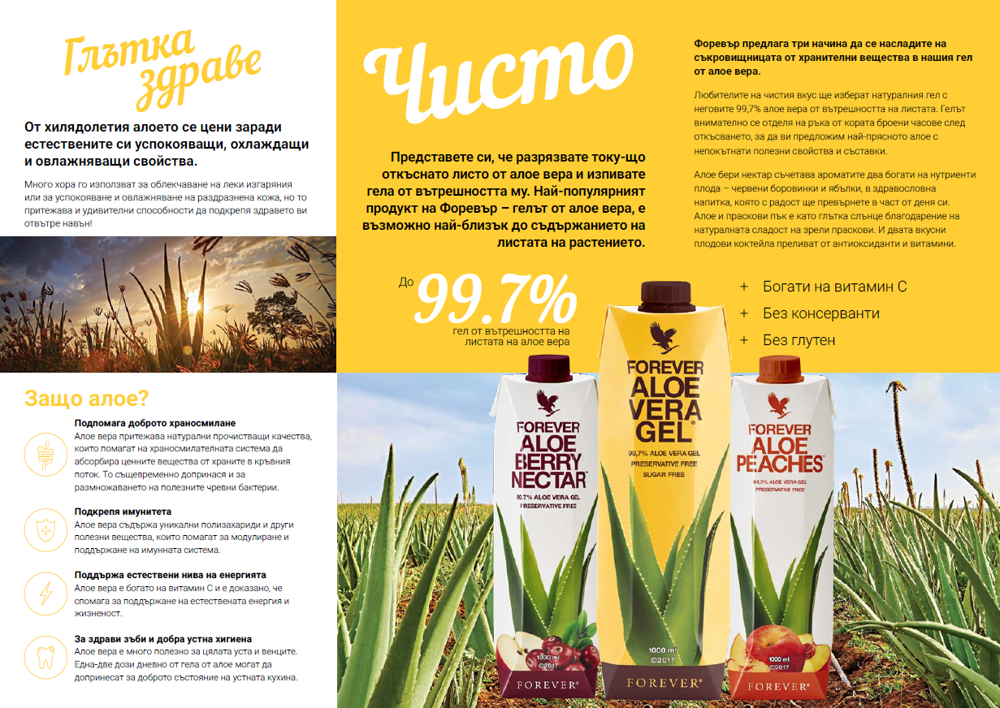 Глътка
здраве
От хилядолетия алоето се цени заради
естествените си успокояващи, охлаждащи
и овлажняващи свойства.
Много хора го използват за облекчаване на леки изгаряния
или за успокояване и овлажняване на раздразнена кожа, но то
притежава и удивителни способности да подкрепя здравето ви
отвътре навън!
Защо алое?
Подпомага доброто храносмилане
Алое вера притежава натурални прочистващи качества,
които помагат на храносмилателната система да
абсорбира ценните вещества от храните в кръвния
поток. То същевременно допринася и за
размножаването на полезните чревни бактерии.
Подкрепя имунитета
Алое вера съдържа уникални полизахариди и други
полезни вещества, които помагат за модулиране и
поддържане на имунната система.
Поддържа естествени нива на енергията
Алое вера е богато на витамин С и е доказано, че
спомага за поддържане на естествената енергия и
жизненост.
За здрави зъби и добра устна хигиена
Алое вера е много полезно за цялата уста и венците.
Една-две дози дневно от гела от алое могат да
допринесат за доброто състояние на устната кухина.
Чисто
Представете си, че разрязвате току-що
откъснато листо от алое вера и изпивате
гела от вътрешността му. Най-популярният
продукт на Форевър – гелът от алое вера, е
възможно най-близък до съдържанието на
листата на растението.
До
99.7%
гел от вътрешността на
листата на алое вера
Форевър предлага три начина да се насладите на
съкровищницата от хранителни вещества в нашия гел
от алое вера.
Любителите на чистия вкус ще изберат натуралния гел с
неговите 99,7% алое вера от вътрешността на листата. Гелът
внимателно се отделя на ръка от кората броени часове след
откъсването, за да ви предложим най-прясното алое с
непокътнати полезни свойства и съставки.
Алое бери нектар съчетава ароматите два богати на нутриенти
плода – червени боровинки и ябълки, в здравословна
напитка, която с радост ще превърнете в част от деня си.
Алое и праскови пък е като глътка слънце благодарение на
натуралната сладост на зрели праскови. И двата вкусни
плодови коктейла преливат от антиоксиданти и витамини.
+ Богати на витамин С
+ Без консерванти
+ Без глутен
FOREVER
ALOE
BERRY
NECTAR™
90.7% ALOE VERA GEL
PRESERVATIVE FREE
1000 ml
©2017
FOREVER®
FOREVER
ALOE
VERA
GEL®
99,7% ALOE VERA GEL
PRESERVATIVE FREE
SUGAR FREE
1000 ml
©2017
FOREVER®
FOREVER
ALOE
PEACHES™
84,3% ALOE VERA GEL
PRESERVATIVE FREE
1000 ml
©2017
FOREVER®